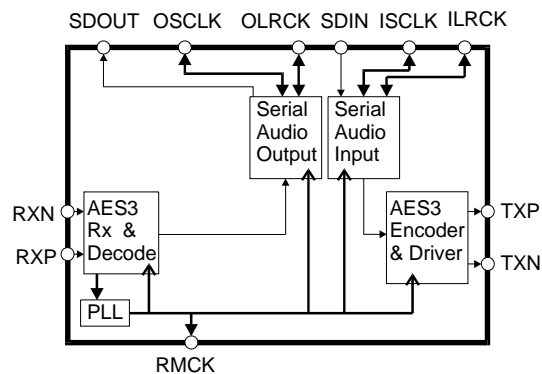 SDOUT OSCLK OLRCK SDIN ISCLK ILRCK
Serial
Audio
Output
Serial
Audio
Input
RXN
RXP
AES3
Rx &
Decode
AES3
Encoder
& Driver
TXP
TXN
PLL
RMCK